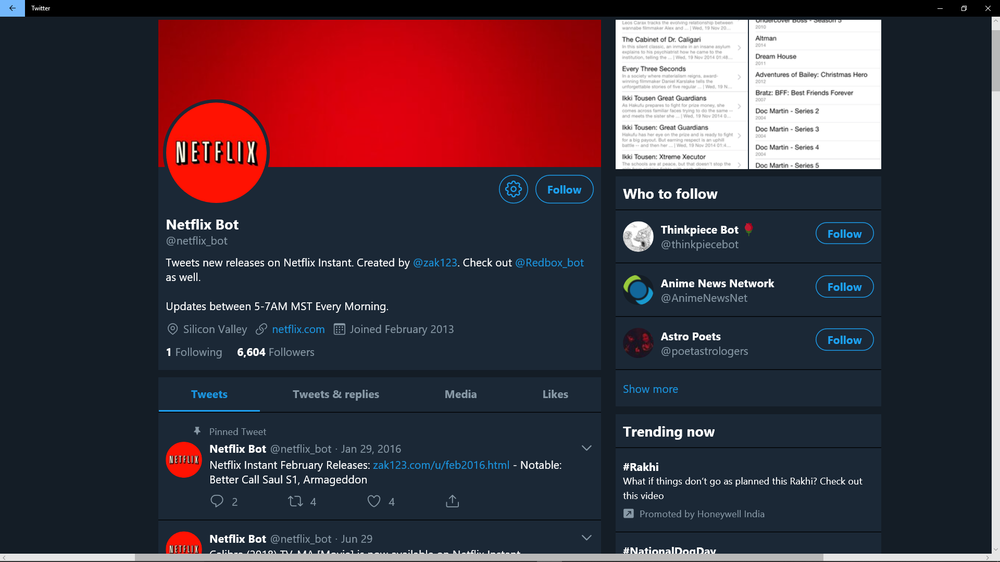 Twitter
NETFLIX
Follow
Netflix Bot
@netflix_bot
Tweets new releases on Netflix Instant. Created by @zak123. Check out @Redbox_bot
as well.
Updates between 5-7AM MST Every Morning.
Silicon Valley netflix.com Joined February 2013
1 Following 6,604 Followers
Tweets Tweets & replies Media Likes
Pinned Tweet
Netflix Bot @netflix_bot · Jan 29, 2016
NETFLIX
Netflix Instant February Releases: zak123.com/u/feb2016.html - Notable:
Better Call Saul S1, Armageddon
2 4 4
Netflix Bot @netflix_bot · Jun 29
NETFLIX
Calibre (2018) TV-MA [Movie] is now available on Netflix Instant
Leos Carax tracks the evolving relationship between
wannabe filmmaker Alex and ... | Wed, 19 Nov 20...
The Cabinet of Dr. Caligari
In this silent classic, an inmate in an insane asylum
explains to his psychiatrist how he came to the
institution, telling the ... | Wed, 19 Nov 2014 01:48...
Every Three Seconds
In a society where materialism reigns, award-
winning filmmaker Daniel Karslake tells the
unforgettable stories of five regular ... | Wed, 19 N...
Ikki Tousen Great Guardians
As Hakufu prepares to fight for prize money, she
comes across familiar faces trying to do the same --
and meets the sister she ... | Wed, 19 Nov 2014 0...
Ikki Tousen: Great Guardians
Hakufu has her eye on the prize and is ready to fight
for a big payout. But earning respect is an uphill
battle -- and then her ... | Wed, 19 Nov 2014 01:4...
Ikki Tousen: Xtreme Xecutor
The schools are at peace, but that doesn't stop the
Undercover Boss - Season 5
2010
Altman
2014
Dream House
2011
Adventures of Bailey: Christmas Hero
2012
Bratz: BFF: Best Friends Forever
2007
Doc Martin - Series 2
2004
Doc Martin - Series 3
2004
Doc Martin - Series 4
2004
Doc Martin - Series 5
Who to follow
Thinkpiece Bot 🌹
@thinkpiecebot
Follow
Anime News Network
@AnimeNewsNet
Follow
Astro Poets
@poetastrologers
Follow
Show more
Trending now
#Rakhi
What if things don't go as planned this Rakhi? Check out
this video
Promoted by Honeywell India
#NationalDogDay